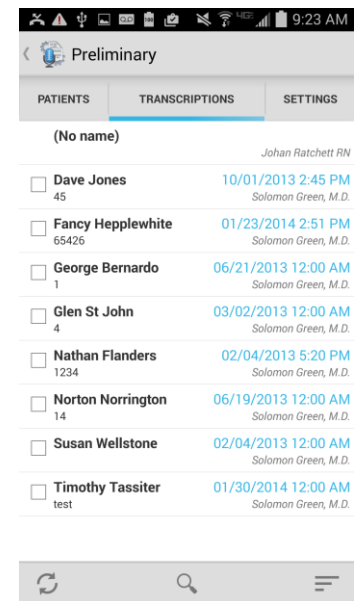 4GE 9:23 AM
Preliminary
PATIENTS TRANSCRIPTIONS SETTINGS
(No name)
Johan Ratchett RN
Dave Jones 10/01/2013 2:45 PM
45 Solomon Green, M.D.
Fancy Hepplewhite 01/23/2014 2:51 PM
65426 Solomon Green, M.D.
George Bernardo 06/21/2013 12:00 AM
1 Solomon Green, M.D.
Glen St John 03/02/2013 12:00 AM
4 Solomon Green, M.D.
Nathan Flanders 02/04/2013 5:20 PM
1234 Solomon Green, M.D.
Norton Norrington 06/19/2013 12:00 AM
14 Solomon Green, M.D.
Susan Wellstone 02/04/2013 12:00 AM
Solomon Green, M.D.
Timothy Tassiter 01/30/2014 12:00 AM
test Solomon Green, M.D.